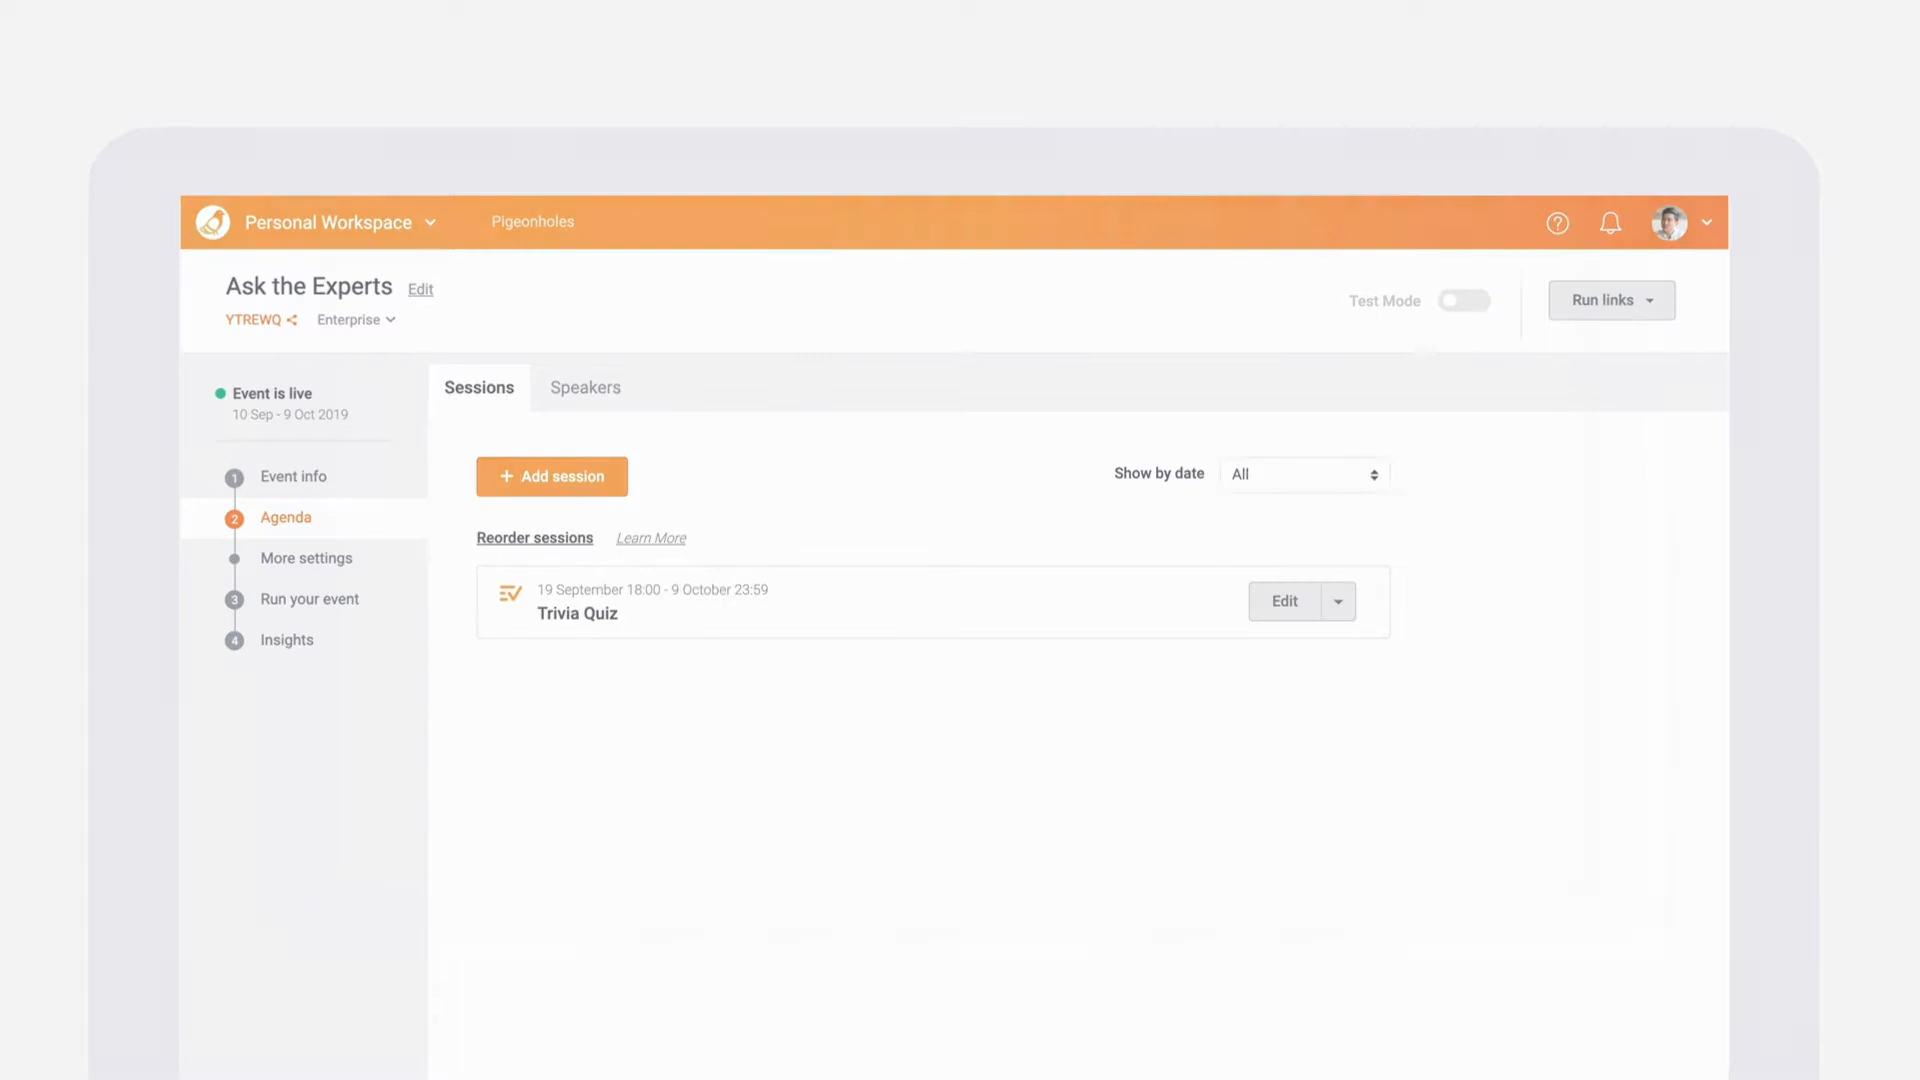 Personal Workspace
Pigeonholes
Ask the Experts Edit
YTREWQ Enterprise
Test Mode
Run links
Event is live
10 Sep - 9 Oct 2019
1 Event info
2 Agenda
More settings
3 Run your event
4 Insights
Sessions Speakers
+ Add session
Show by date All
Reorder sessions Learn More
19 September 18:00 - 9 October 23:59
Trivia Quiz
Edit